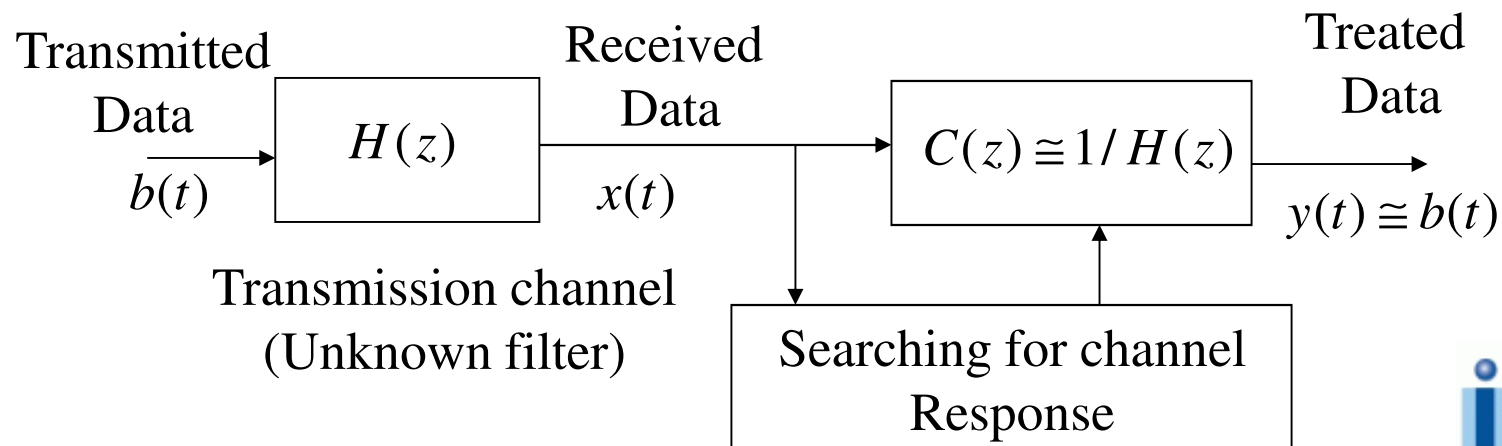 Transmitted
Data
b(t)
H(z)
Received
Data
x(t)
Transmission channel
(Unknown filter)
C(z) ≅ 1 / H(z)
Treated
Data
y(t) ≅ b(t)
Searching for channel
Response